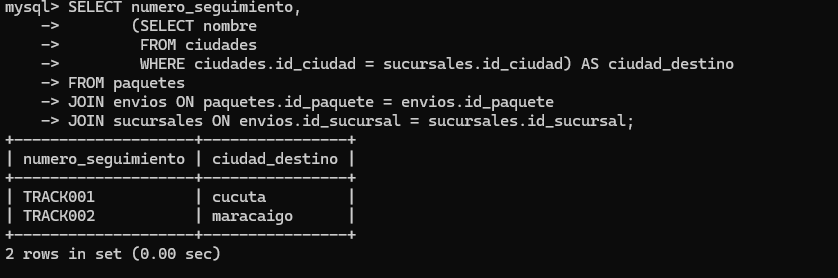 mysql> SELECT numero_seguimiento,
    ->        (SELECT nombre
    ->         FROM ciudades
    ->         WHERE ciudades.id_ciudad = sucursales.id_ciudad) AS ciudad_destino
    -> FROM paquetes
    -> JOIN envios ON paquetes.id_paquete = envios.id_paquete
    -> JOIN sucursales ON envios.id_sucursal = sucursales.id_sucursal;
+--------------------+----------------+
| numero_seguimiento | ciudad_destino |
+--------------------+----------------+
| TRACK001           | cucuta         |
| TRACK002           | maracaigo      |
+--------------------+----------------+
2 rows in set (0.00 sec)